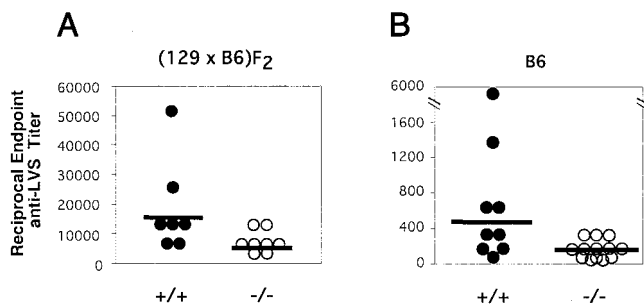 A
B
(129 x B6)F2
B6
Reciprocal Endpoint
anti-LVS Titer
60000
50000
40000
30000
20000
10000
0
6000
1600
1200
800
400
0
+/+
-/-
+/+
-/-